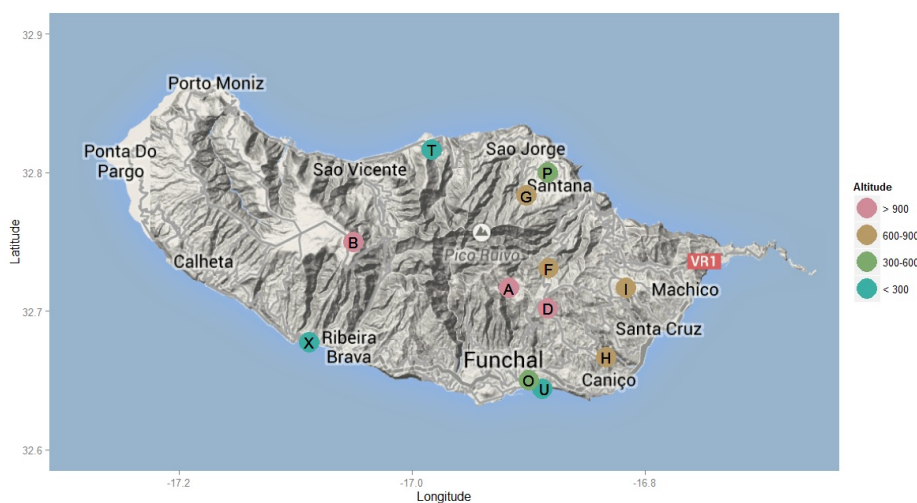 32.9
32.8
32.7
32.6
Latitude
-17.2
-17.0
-16.8
Longitude
Porto Moniz
Ponta Do
Pargo
Sao Vicente
T
Sao Jorge
P
Santana
G
B
Pico Ruivo
Calheta
F
VR1
A
I
Machico
D
X
Ribeira
Brava
Santa Cruz
Funchal
H
O
U
Caniço
Altitude
> 900
600-900
300-600
< 300